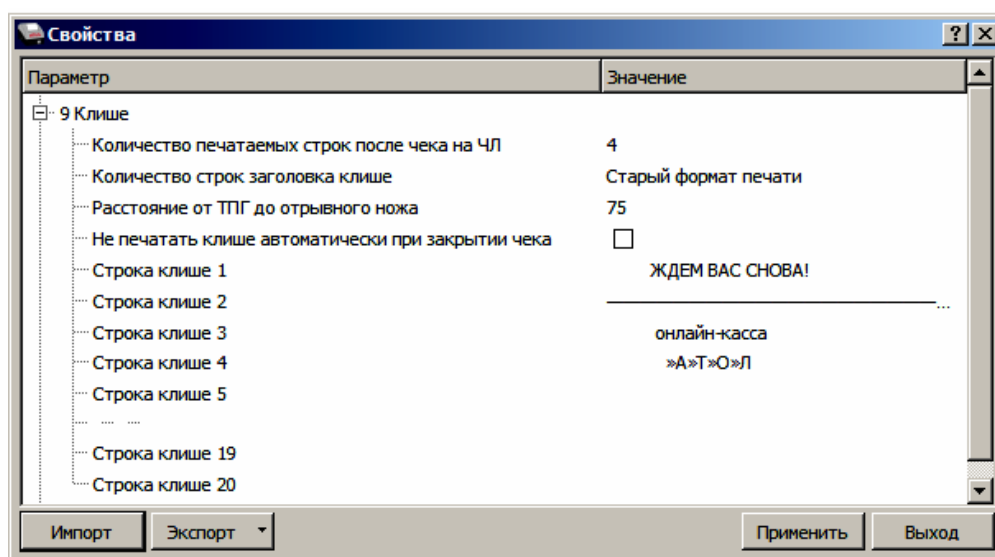 Свойства
Параметр Значение
9 Клише
Количество печатаемых строк после чека на ЧЛ 4
Количество строк заголовка клише Старый формат печати
Расстояние от ТПГ до отрывного ножа 75
Не печатать клише автоматически при закрытии чека
Строка клише 1 ЖДЕМ ВАС СНОВА!
Строка клише 2 ————————————————...
Строка клише 3 онлайн-касса
Строка клише 4 »А»Т»О»Л
Строка клише 5
... ... ...
Строка клише 19
Строка клише 20
Импорт Экспорт Применить Выход